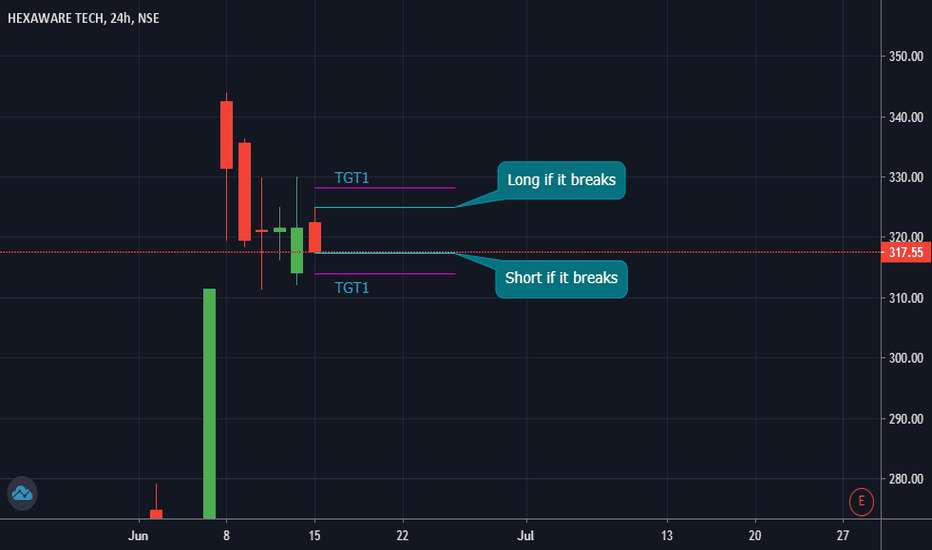 HEXAWARE TECH, 24h, NSE
350.00
340.00
TGT1
Long if it breaks
330.00
320.00
317.55
Short if it breaks
TGT1
310.00
300.00
290.00
280.00
E
Jun
8
15
22
Jul
13
20
27